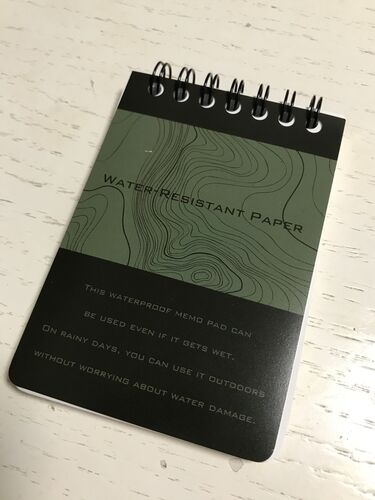 Water-Resistant Paper
This waterproof memo pad can
be used even if it gets wet.
On rainy days, you can use it outdoors
without worrying about water damage.